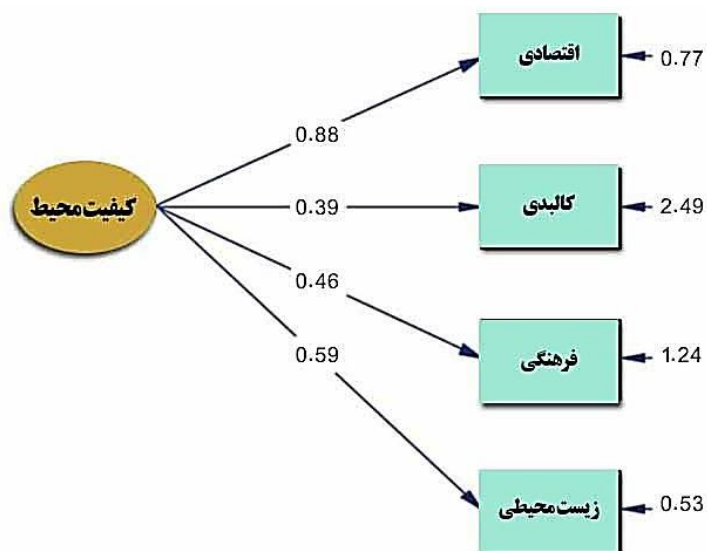 اقتصادی
0.77
0.88
کالبدی
2.49
کیفیت محیط
0.39
0.46
فرهنگی
1.24
0.59
زیست محیطی
0.53